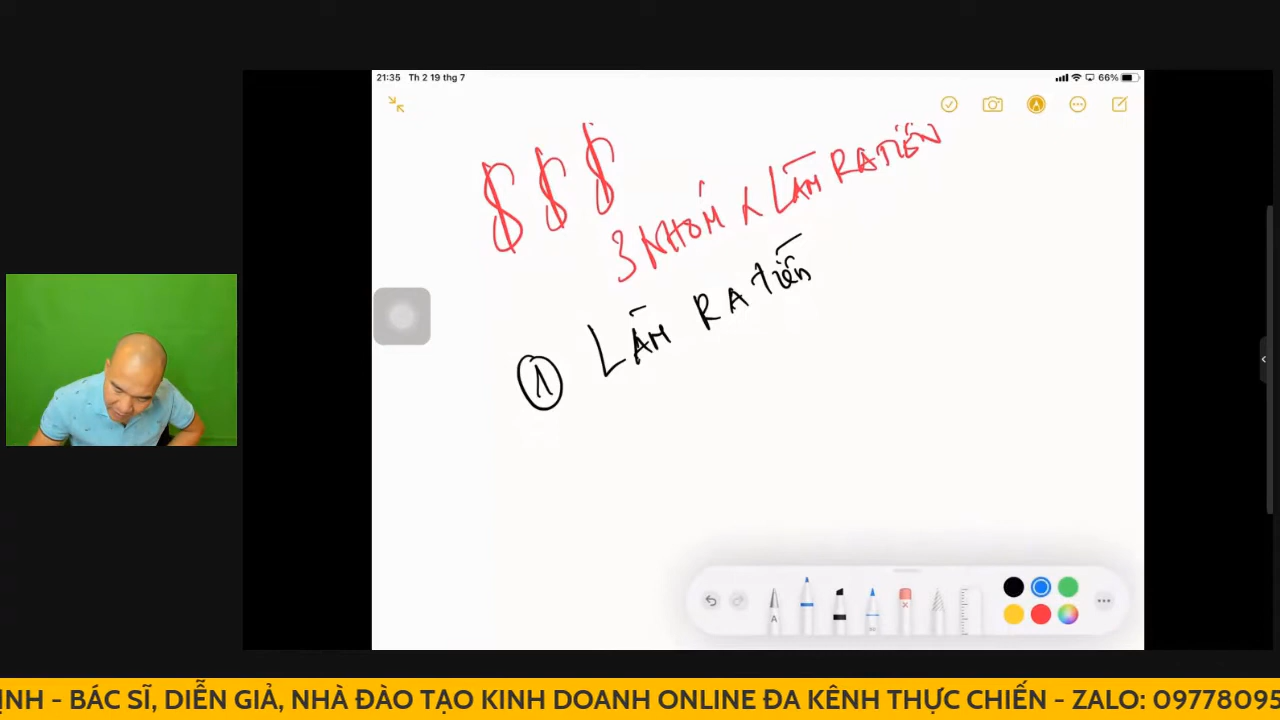 21:35 Th 2 19 thg 7
66%
$ $ $
3 NHÓM LÀM RA TIỀN
1 LÀM RA tiền
ỊNH - BÁC SĨ, DIỄN GIẢ, NHÀ ĐÀO TẠO KINH DOANH ONLINE ĐA KÊNH THỰC CHIẾN - ZALO: 09778095